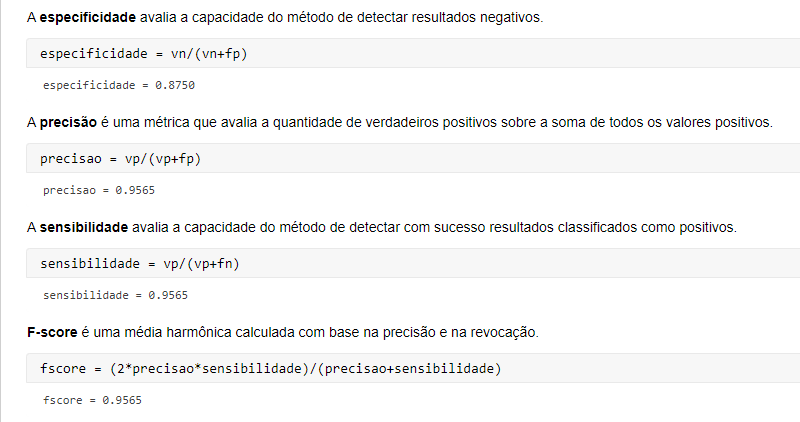 A especificidade avalia a capacidade do método de detectar resultados negativos.
especificidade = vn/(vn+fp)
especificidade = 0.8750
A precisão é uma métrica que avalia a quantidade de verdadeiros positivos sobre a soma de todos os valores positivos.
precisao = vp/(vp+fp)
precisao = 0.9565
A sensibilidade avalia a capacidade do método de detectar com sucesso resultados classificados como positivos.
sensibilidade = vp/(vp+fn)
sensibilidade = 0.9565
F-score é uma média harmônica calculada com base na precisão e na revocação.
fscore = (2*precisao*sensibilidade)/(precisao+sensibilidade)
fscore = 0.9565